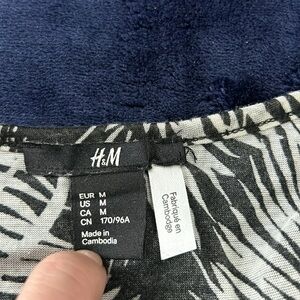 H&M
EUR M
US M
CA M
CN 170/96A
Made in
Cambodia
Fabriqué en
Cambodge